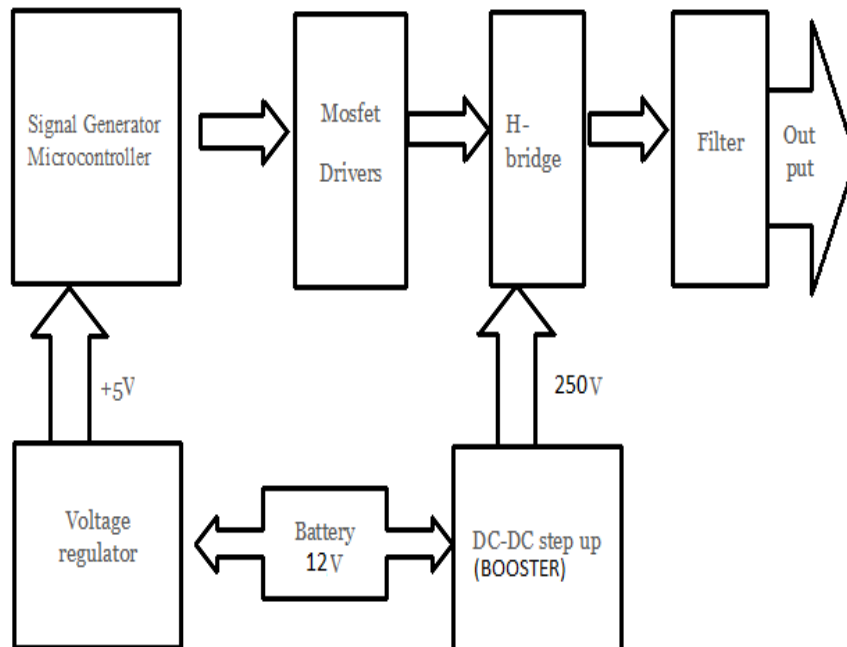 Signal Generator
Microcontroller
Mosfet
Drivers
H-
bridge
Filter
Out
put
+5V
250V
Voltage
regulator
Battery
12V
DC-DC step up
(BOOSTER)